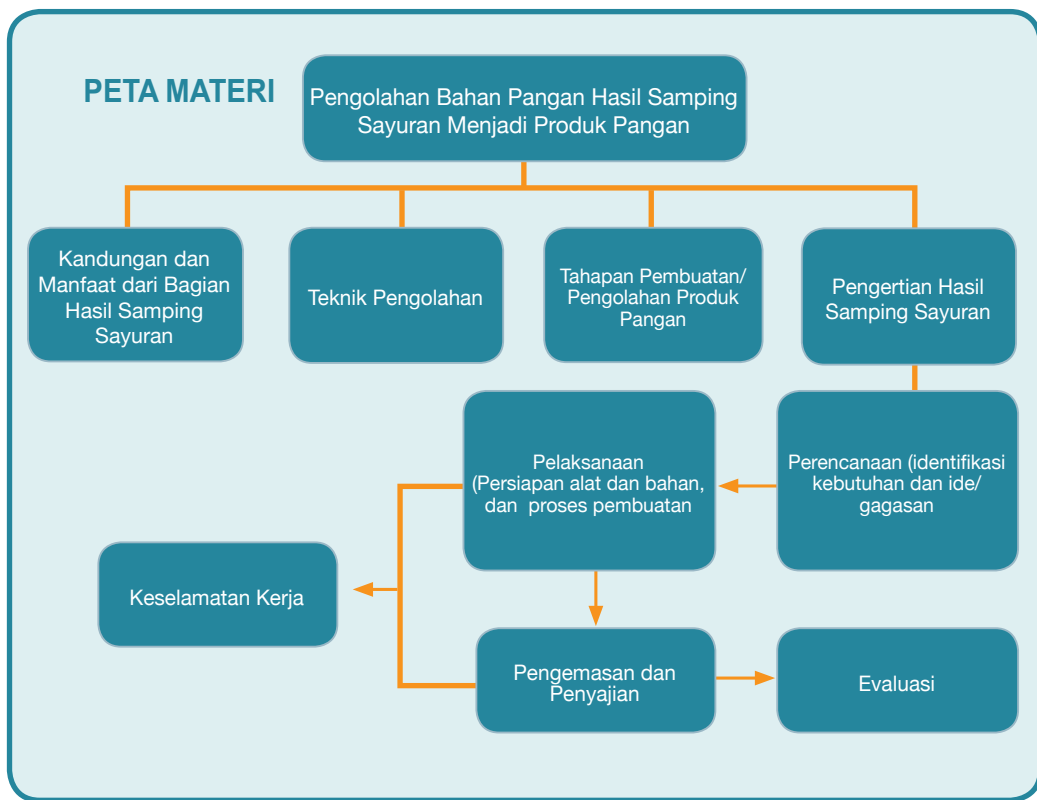 PETA MATERI
Pengolahan Bahan Pangan Hasil Samping
Sayuran Menjadi Produk Pangan
Kandungan dan
Manfaat dari Bagian
Hasil Samping
Sayuran
Teknik Pengolahan
Tahapan Pembuatan/
Pengolahan Produk
Pangan
Pengertian Hasil
Samping Sayuran
Pelaksanaan
(Persiapan alat dan bahan,
dan proses pembuatan
Perencanaan (identifikasi
kebutuhan dan ide/
gagasan
Keselamatan Kerja
Pengemasan dan
Penyajian
Evaluasi